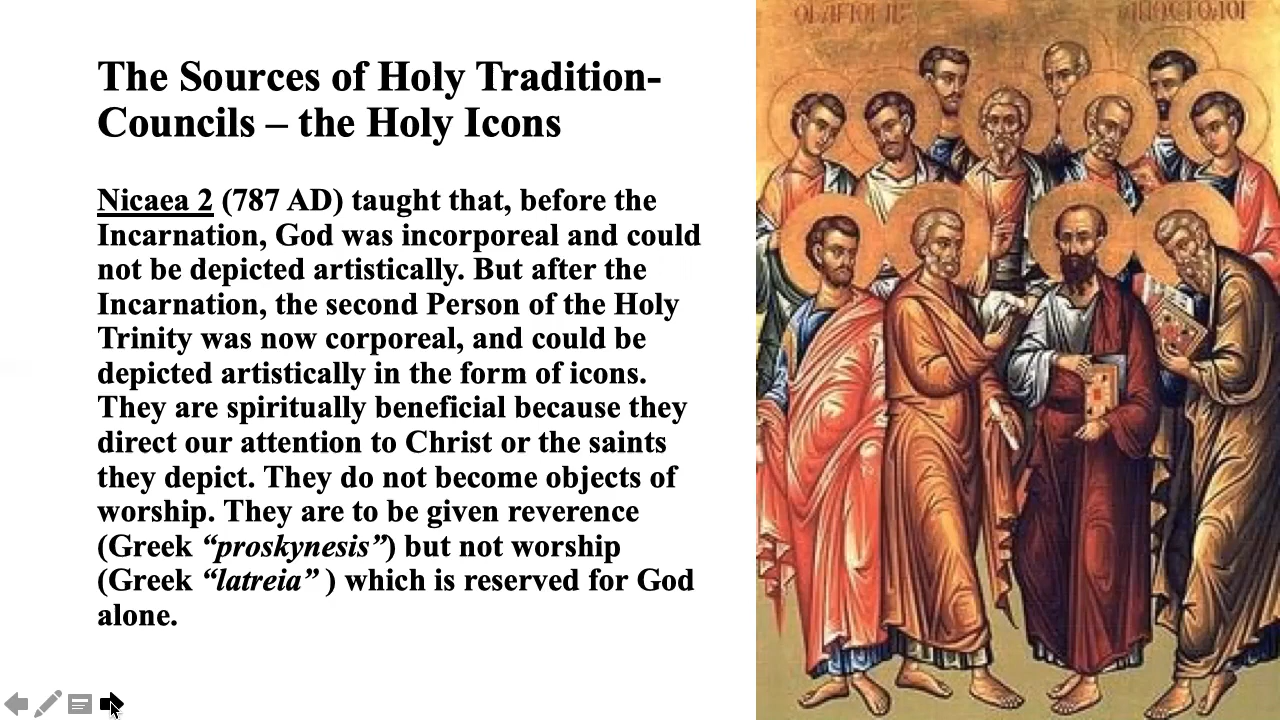 ΟΙ ΑΓΙΟΙ
ΑΠΟCΤΟΛΟΙ
The Sources of Holy Tradition-
Councils – the Holy Icons
Nicaea 2 (787 AD) taught that, before the
Incarnation, God was incorporeal and could
not be depicted artistically. But after the
Incarnation, the second Person of the Holy
Trinity was now corporeal, and could be
depicted artistically in the form of icons.
They are spiritually beneficial because they
direct our attention to Christ or the saints
they depict. They do not become objects of
worship. They are to be given reverence
(Greek “proskynesis”) but not worship
(Greek “latreia” ) which is reserved for God
alone.